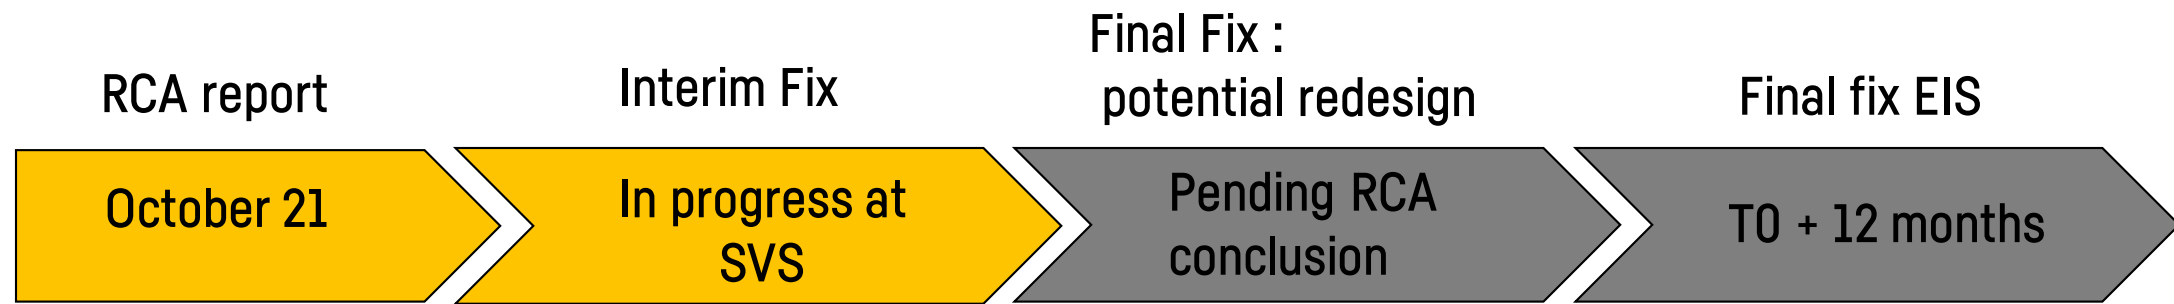 RCA report
October 21
Interim Fix
In progress at
SVS
Final Fix :
potential redesign
Pending RCA
conclusion
Final fix EIS
T0 + 12 months